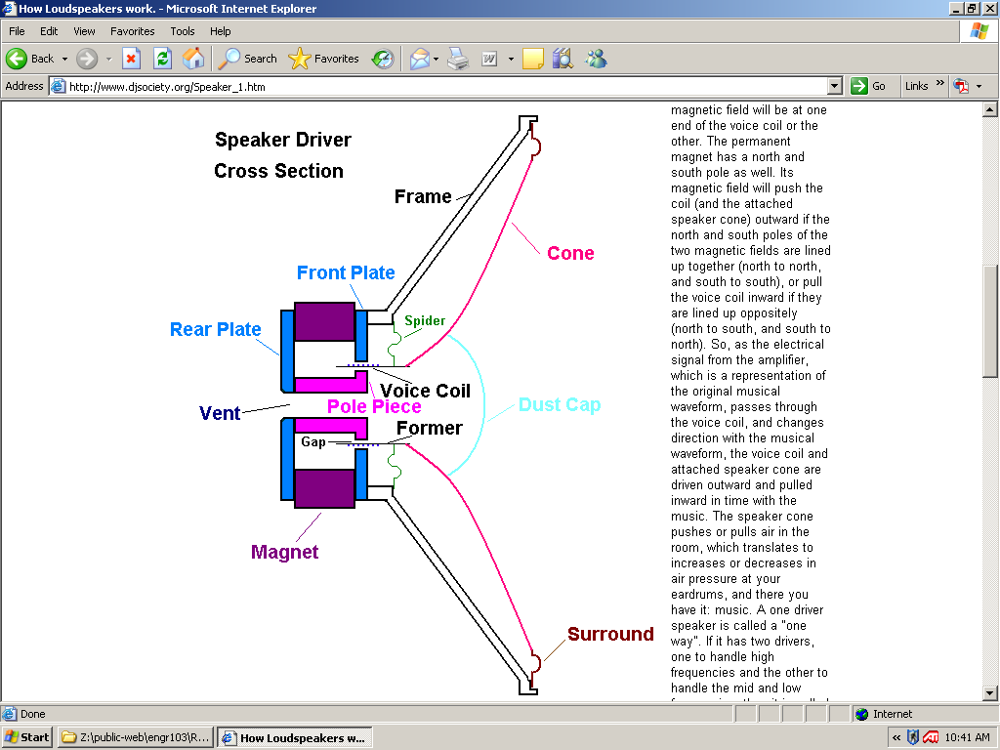 How Loudspeakers work. - Microsoft Internet Explorer
File Edit View Favorites Tools Help
Back Search Favorites W
Address http://www.djsociety.org/Speaker_1.htm Go Links »
Speaker Driver
Cross Section
Frame
Cone
Front Plate
Spider
Rear Plate
Voice Coil
Pole Piece
Dust Cap
Vent
Former
Gap
Magnet
Surround
magnetic field will be at one
end of the voice coil or the
other. The permanent
magnet has a north and
south pole as well. Its
magnetic field will push the
coil (and the attached
speaker cone) outward if the
north and south poles of the
two magnetic fields are lined
up together (north to north,
and south to south), or pull
the voice coil inward if they
are lined up oppositely
(north to south, and south to
north). So, as the electrical
signal from the amplifier,
which is a representation of
the original musical
waveform, passes through
the voice coil, and changes
direction with the musical
waveform, the voice coil and
attached speaker cone are
driven outward and pulled
inward in time with the
music. The speaker cone
pushes or pulls air in the
room, which translates to
increases or decreases in
air pressure at your
eardrums, and there you
have it: music. A one driver
speaker is called a "one
way". If it has two drivers,
one to handle high
frequencies and the other to
handle the mid and low
Done Internet
Start Z:\public-web\engr103\R... How Loudspeakers w... « ATI 10:41 AM